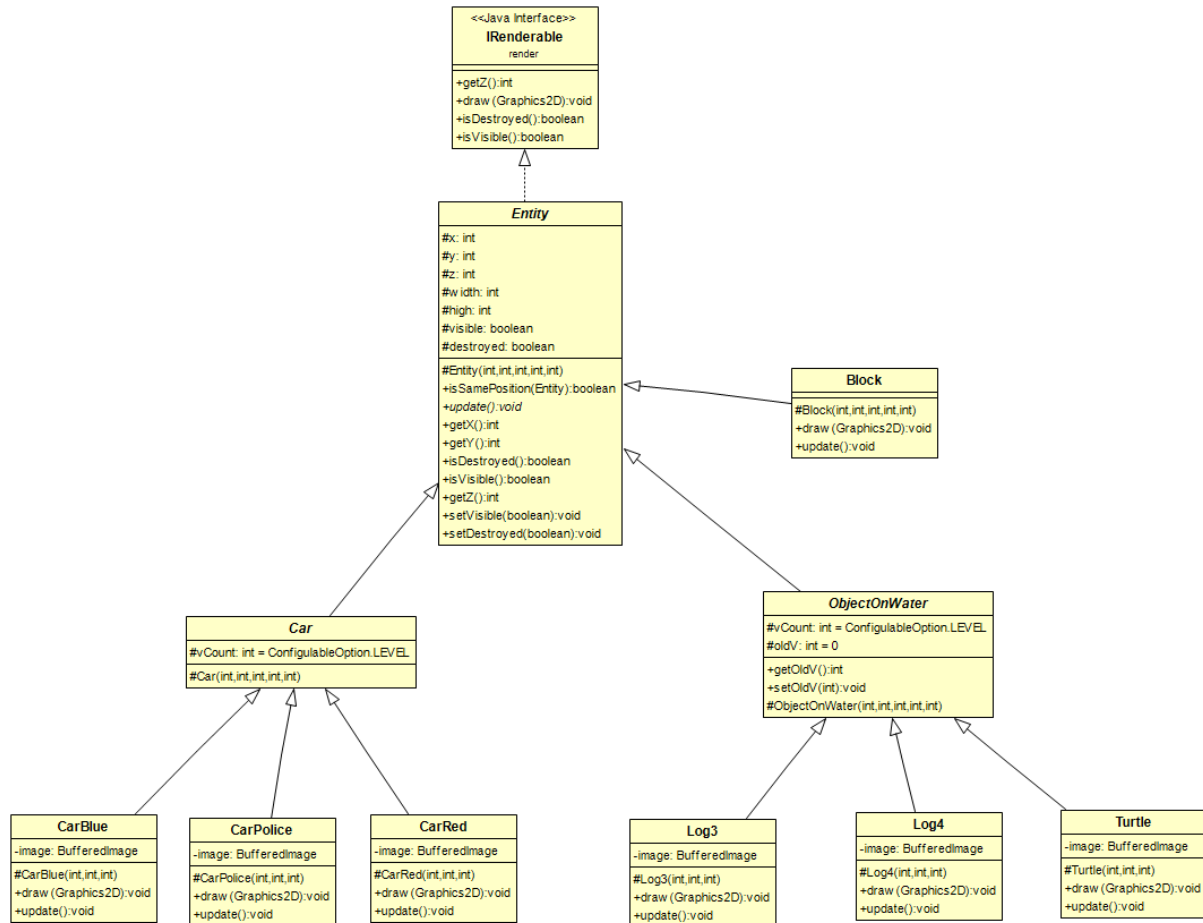 <<Java Interface>>
IRenderable
render
+getZ():int
+draw(Graphics2D):void
+isDestroyed():boolean
+isVisible():boolean
Entity
#x: int
#y: int
#z: int
#width: int
#high: int
#visible: boolean
#destroyed: boolean
#Entity(int,int,int,int,int)
+isSamePosition(Entity):boolean
+update():void
+getX():int
+getY():int
+isDestroyed():boolean
+isVisible():boolean
+getZ():int
+setVisible(boolean):void
+setDestroyed(boolean):void
Block
#Block(int,int,int,int,int)
+draw(Graphics2D):void
+update():void
Car
#vCount: int = ConfigulableOption.LEVEL
#Car(int,int,int,int,int)
ObjectOnWater
#vCount: int = ConfigulableOption.LEVEL
#oldV: int = 0
+getOldV():int
+setOldV(int):void
#ObjectOnWater(int,int,int,int,int)
CarBlue
-image: BufferedImage
#CarBlue(int,int,int)
+draw(Graphics2D):void
+update():void
CarPolice
-image: BufferedImage
#CarPolice(int,int,int)
+draw(Graphics2D):void
+update():void
CarRed
-image: BufferedImage
#CarRed(int,int,int)
+draw(Graphics2D):void
+update():void
Log3
-image: BufferedImage
#Log3(int,int,int)
+draw(Graphics2D):void
+update():void
Log4
-image: BufferedImage
#Log4(int,int,int)
+draw(Graphics2D):void
+update():void
Turtle
-image: BufferedImage
#Turtle(int,int,int)
+draw(Graphics2D):void
+update():void